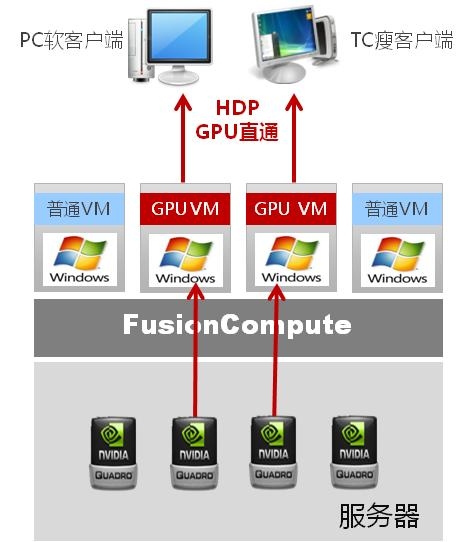 PC软客户端
TC瘦客户端
HDP
GPU直通
普通VM
GPU VM
GPU VM
普通VM
Windows
Windows
Windows
Windows
FusionCompute
NVIDIA
QUADRO
NVIDIA
QUADRO
NVIDIA
QUADRO
NVIDIA
QUADRO
服务器